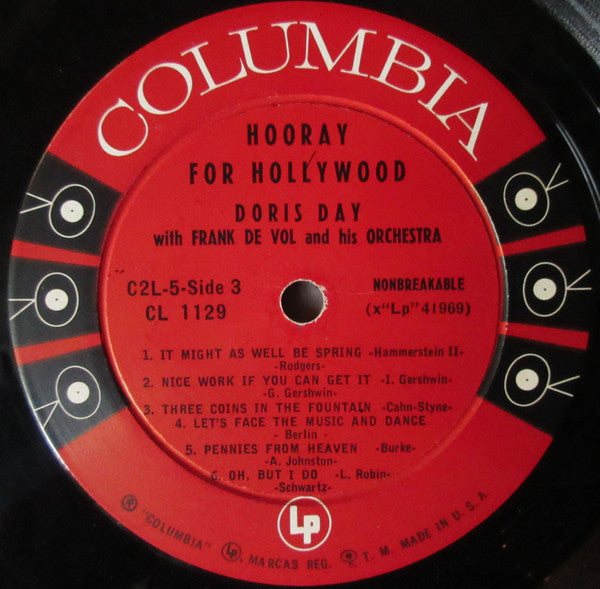 COLUMBIA
HOORAY
FOR HOLLYWOOD
DORIS DAY
with FRANK DE VOL and his ORCHESTRA
C2L-5-Side 3
CL 1129
NONBREAKABLE
(x"Lp"41969)
1. IT MIGHT AS WELL BE SPRING -Hammerstein II-
-Rodgers-
2. NICE WORK IF YOU CAN GET IT -I. Gershwin-
-G. Gershwin-
3. THREE COINS IN THE FOUNTAIN -Cahn-Styne-
4. LET'S FACE THE MUSIC AND DANCE
- Berlin -
5. PENNIES FROM HEAVEN -Burke-
-A. Johnston-
6. OH, BUT I DO -L. Robin-
-Schwartz-
Lp
® "COLUMBIA" Lp MARCAS REG. T. M. MADE IN U. S. A.